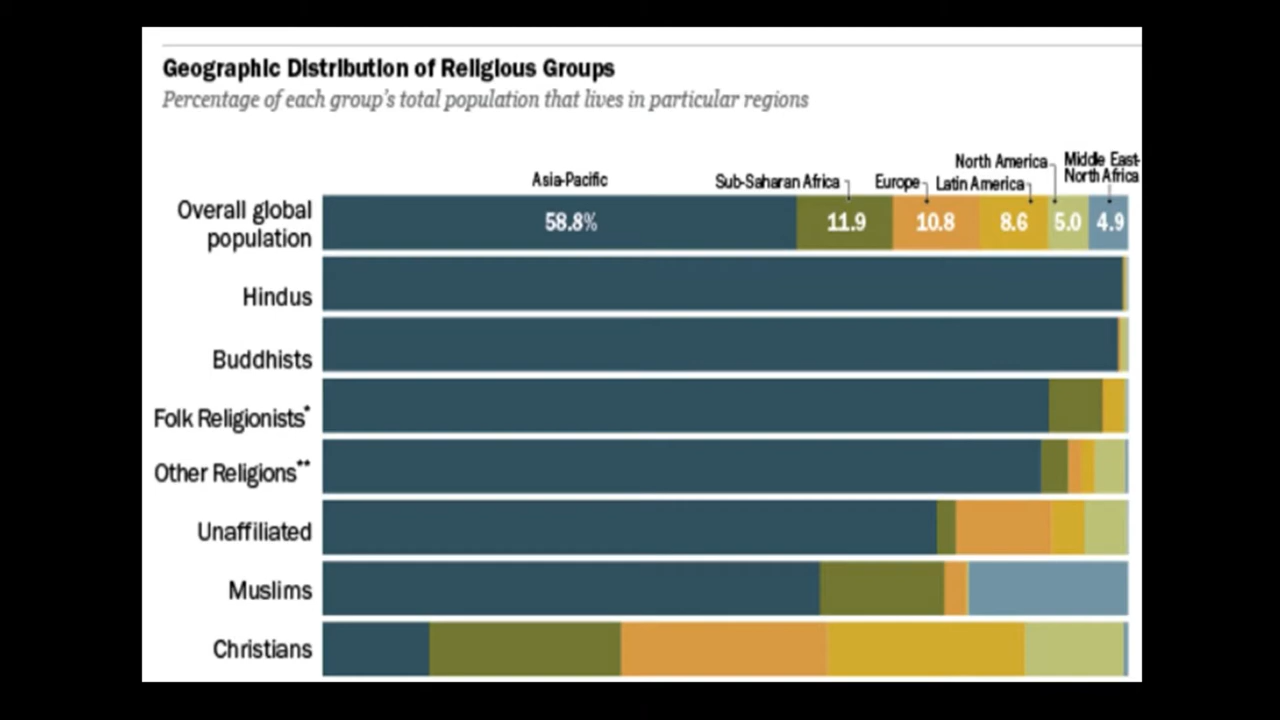 Geographic Distribution of Religious Groups
Percentage of each group's total population that lives in particular regions
North America
Middle East-
North Africa
Asia-Pacific
Sub-Saharan Africa
Europe
Latin America
Overall global
population
58.8%
11.9
10.8
8.6
5.0
4.9
Hindus
Buddhists
Folk Religionists*
Other Religions**
Unaffiliated
Muslims
Christians